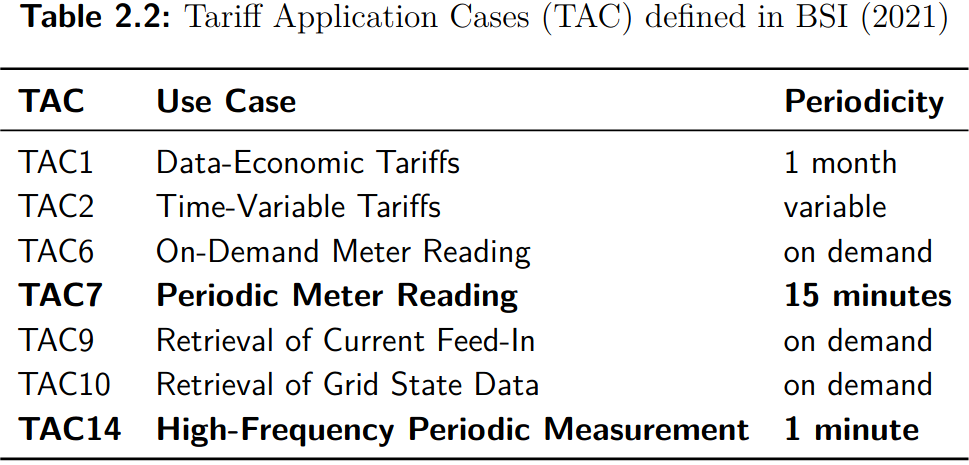 Table 2.2: Tariff Application Cases (TAC) defined in BSI (2021)
TAC Use Case Periodicity
TAC1 Data-Economic Tariffs 1 month
TAC2 Time-Variable Tariffs variable
TAC6 On-Demand Meter Reading on demand
TAC7 Periodic Meter Reading 15 minutes
TAC9 Retrieval of Current Feed-In on demand
TAC10 Retrieval of Grid State Data on demand
TAC14 High-Frequency Periodic Measurement 1 minute